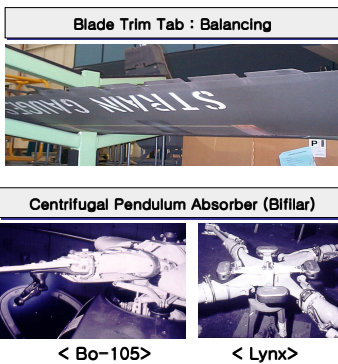 Blade Trim Tab : Balancing
STRAIN GAUGE
P
Centrifugal Pendulum Absorber (Bifilar)
< Bo-105>
< Lynx>